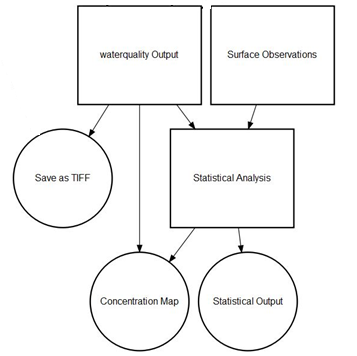 waterquality Output
Surface Observations
Save as TIFF
Statistical Analysis
Concentration Map
Statistical Output